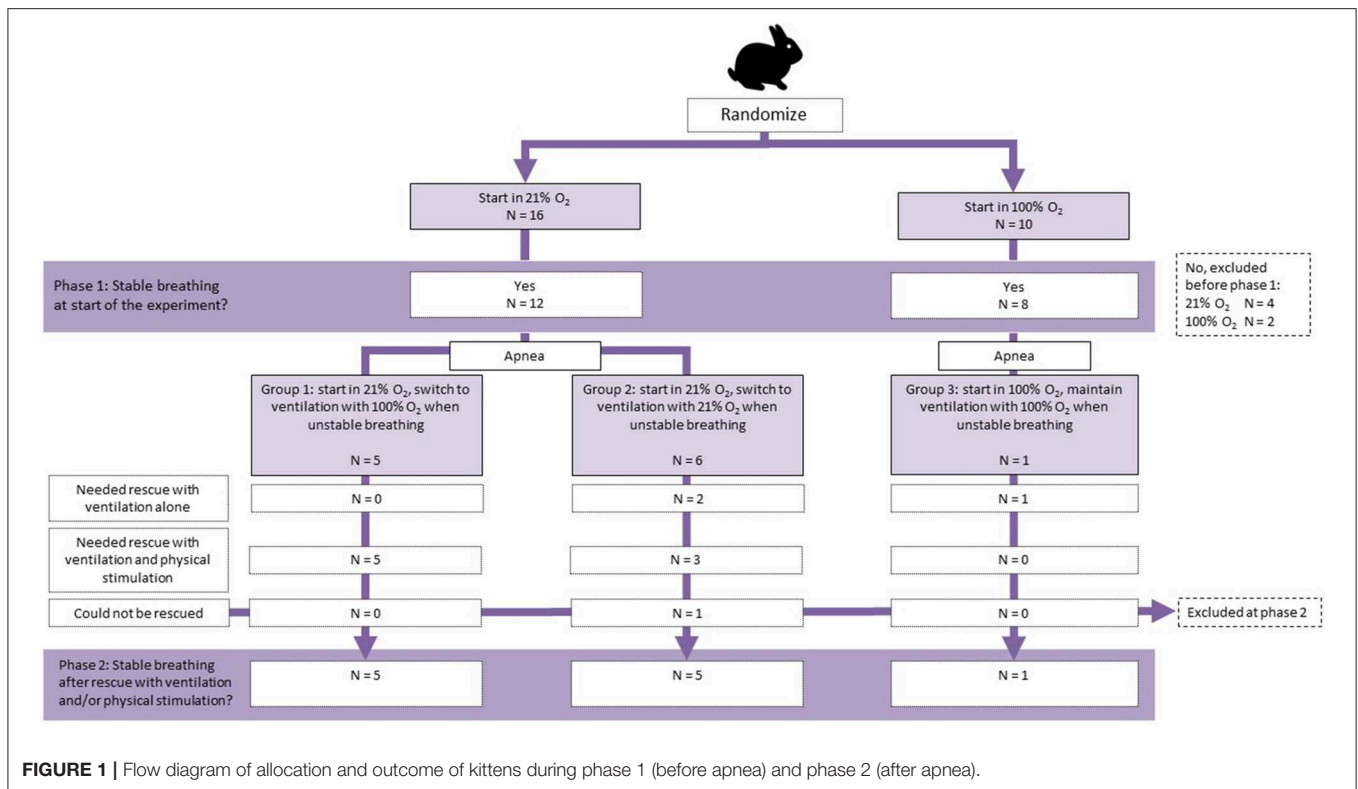 Randomize
Start in 21% O₂
N = 16
Start in 100% O₂
N = 10
Phase 1: Stable breathing
at start of the experiment?
Yes
N = 12
Yes
N = 8
No, excluded
before phase 1:
21% O₂ N = 4
100% O₂ N = 2
Apnea
Apnea
Group 1: start in 21% O₂, switch to
ventilation with 100% O₂ when
unstable breathing
N = 5
Group 2: start in 21% O₂, switch to
ventilation with 21% O₂ when
unstable breathing
N = 6
Group 3: start in 100% O₂, maintain
ventilation with 100% O₂ when
unstable breathing
N = 1
Needed rescue with
ventilation alone
N = 0
N = 2
N = 1
Needed rescue with
ventilation and physical
stimulation
N = 5
N = 3
N = 0
Could not be rescued
N = 0
N = 1
N = 0
Excluded at phase 2
Phase 2: Stable breathing
after rescue with ventilation
and/or physical stimulation?
N = 5
N = 5
N = 1
FIGURE 1 | Flow diagram of allocation and outcome of kittens during phase 1 (before apnea) and phase 2 (after apnea).